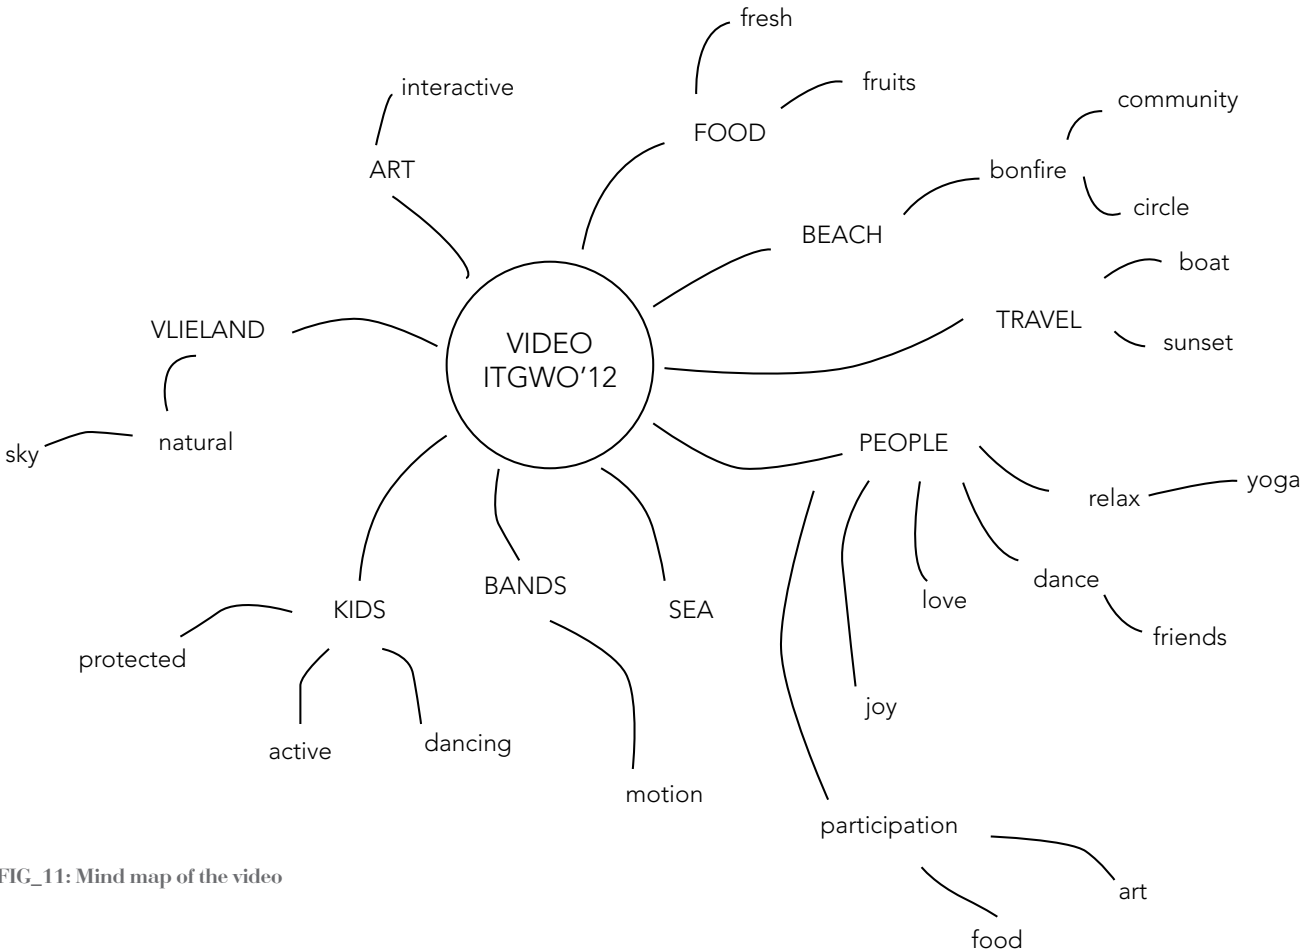 fresh
interactive
fruits
community
FOOD
ART
bonfire
circle
BEACH
boat
VLIELAND
TRAVEL
VIDEO
ITGWO'12
sunset
natural
PEOPLE
sky
yoga
relax
dance
BANDS
love
KIDS
SEA
friends
protected
joy
active
dancing
motion
participation
FIG_11: Mind map of the video
art
food